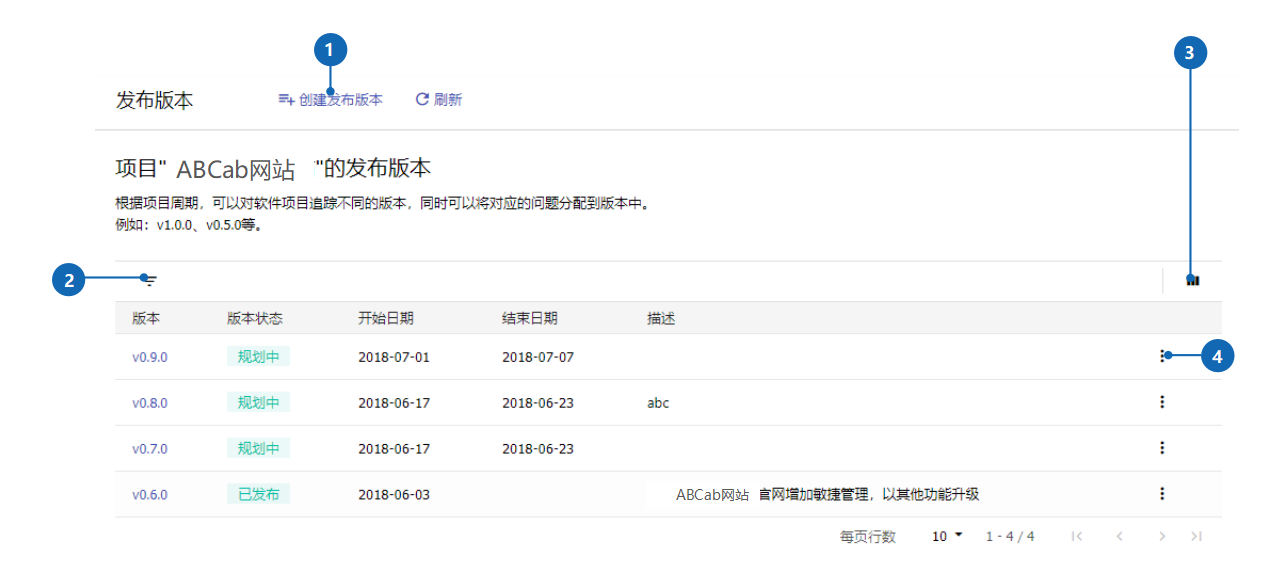 1
3
发布版本 创建发布版本 刷新
项目" ABCab网站 "的发布版本
根据项目周期，可以对软件项目追踪不同的版本，同时可以将对应的问题分配到版本中。
例如：v1.0.0、v0.5.0等。
2
版本 版本状态 开始日期 结束日期 描述
v0.9.0 规划中 2018-07-01 2018-07-07 4
v0.8.0 规划中 2018-06-17 2018-06-23 abc
v0.7.0 规划中 2018-06-17 2018-06-23
v0.6.0 已发布 2018-06-03 ABCab网站 官网增加敏捷管理，以其他功能升级
每页行数 10 1 - 4 / 4